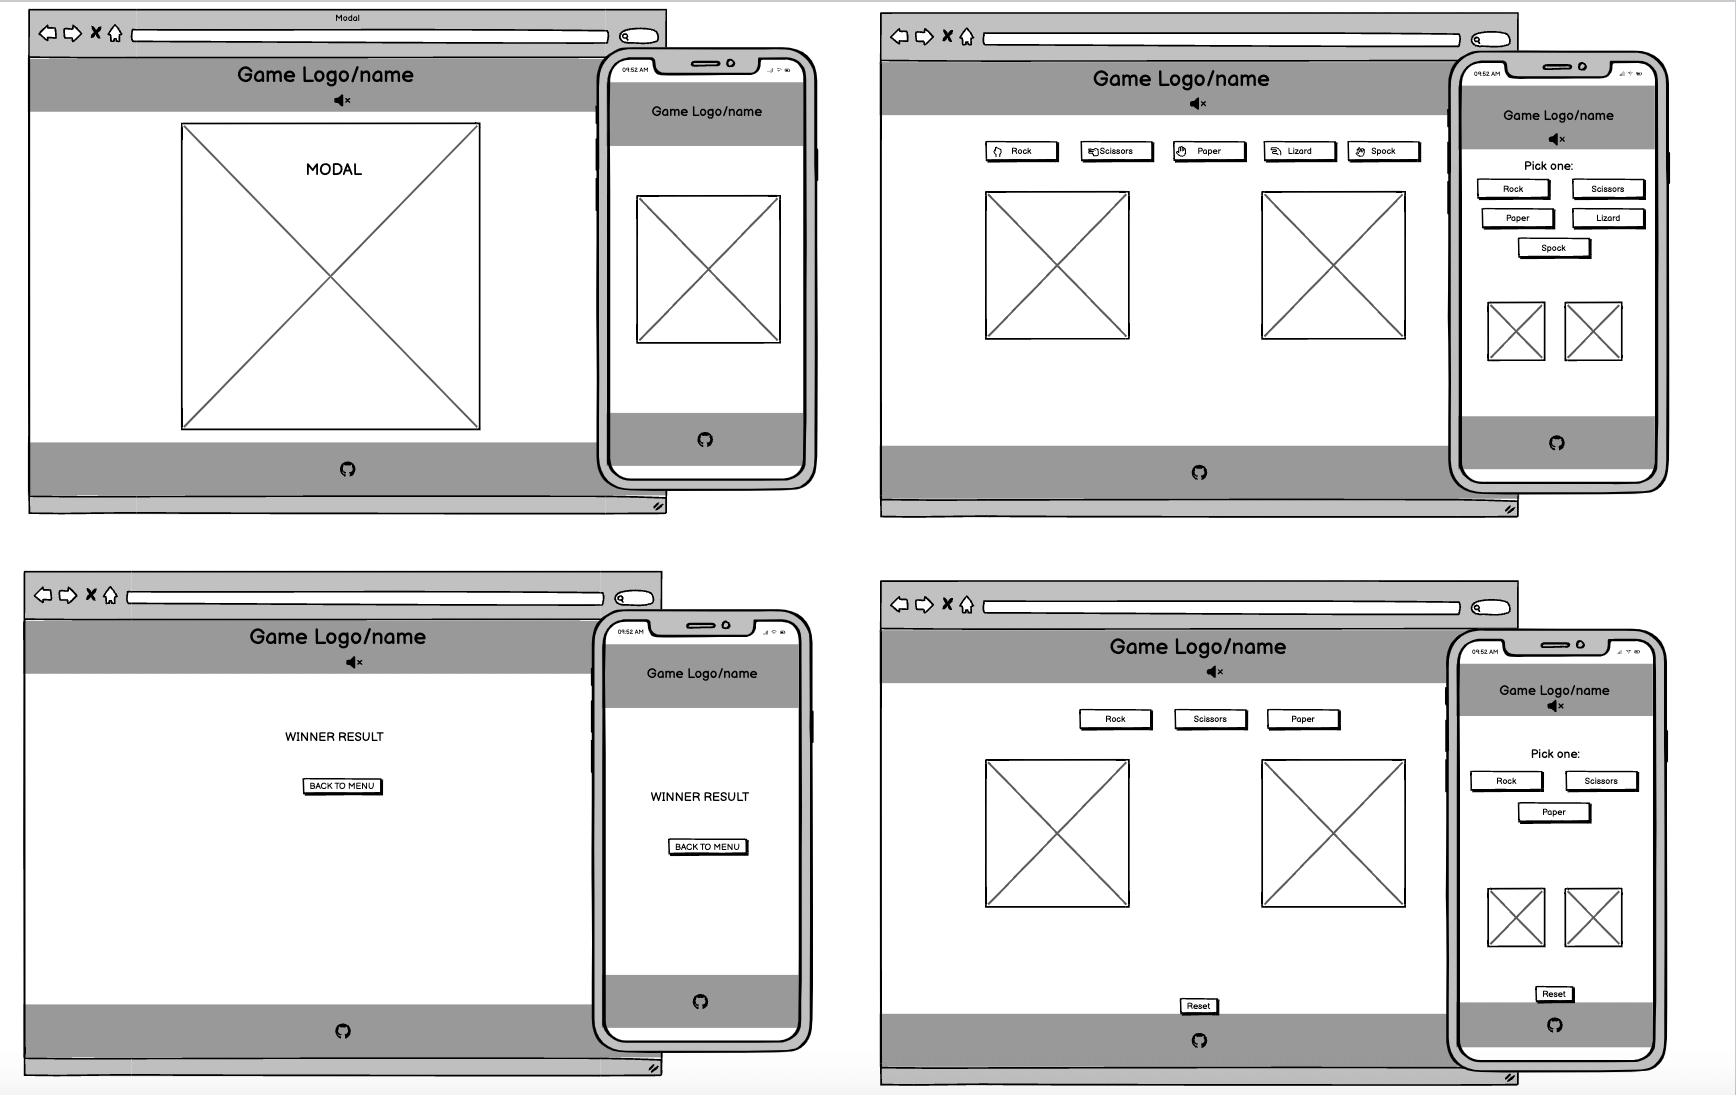 Modal
Game Logo/name
MODAL
09:52 AM
Game Logo/name
Game Logo/name
Rock
Scissors
Paper
Lizard
Spock
09:52 AM
Game Logo/name
Pick one:
Rock
Scissors
Paper
Lizard
Spock
Game Logo/name
WINNER RESULT
BACK TO MENU
09:52 AM
Game Logo/name
WINNER RESULT
BACK TO MENU
Game Logo/name
Rock
Scissors
Paper
Reset
09:52 AM
Game Logo/name
Pick one:
Rock
Scissors
Paper
Reset